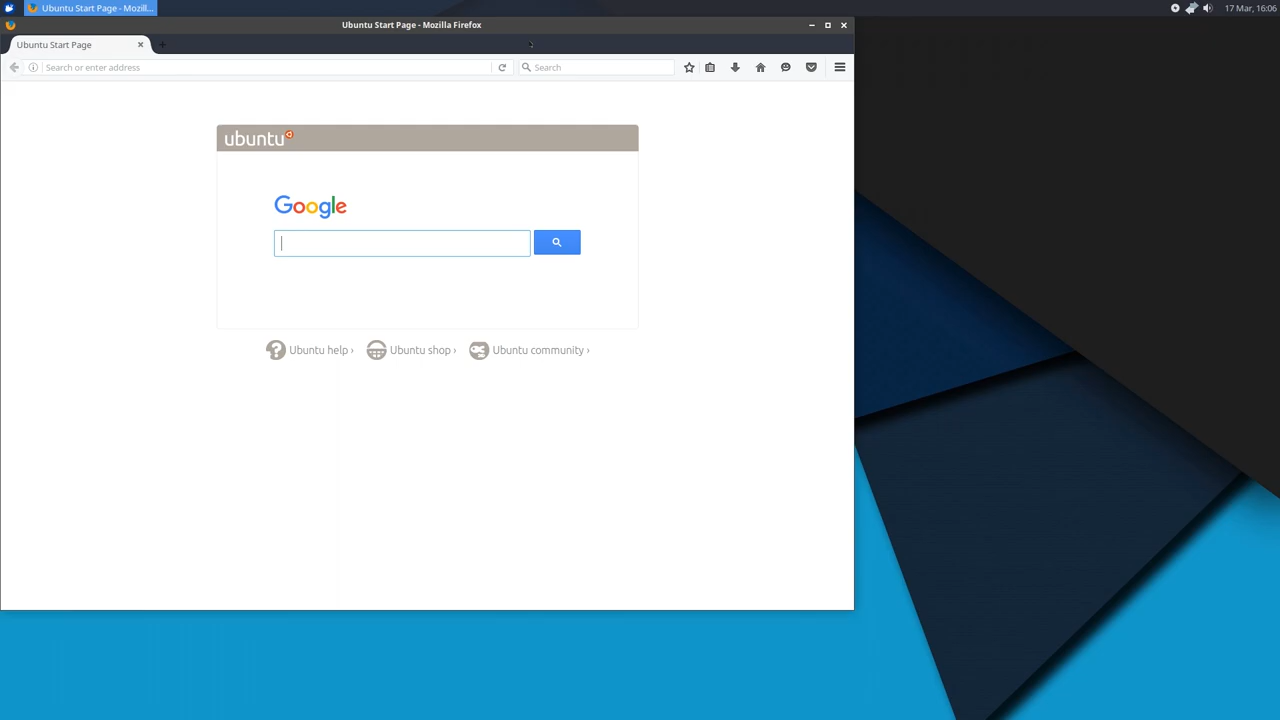 Ubuntu Start Page - Mozill...
17 Mar, 16:06
Ubuntu Start Page - Mozilla Firefox
Ubuntu Start Page
Search or enter address
Search
ubuntu
Google
Ubuntu help ›
Ubuntu shop ›
Ubuntu community ›